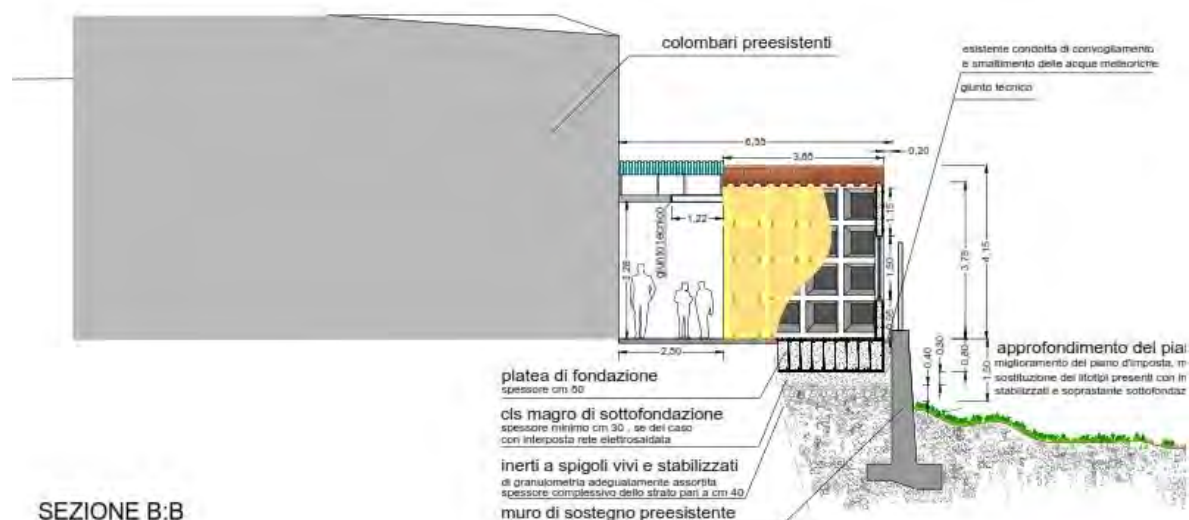 colombari preesistenti
esistente condotta di convogliamento
e smaltimento delle acque meteoriche
giunto tecnico
6,35
3,85
0,20
1,22
giunto tecnico
3,28
1,15
1,50
3,75
4,15
2,50
0,40
0,30
0,80
1,50
approfondimento del pia
miglioramento del piano d'imposta, m
sostituzione dei litotipi presenti con in
stabilizzati e soprastante sottofondaz
platea di fondazione
spessore cm 60
cls magro di sottofondazione
spessore minimo cm 30 , se del caso
con interposta rete elettrosaldata
inerti a spigoli vivi e stabilizzati
di granulometria adeguatamente assortita
spessore complessivo dello strato pari a cm 40
muro di sostegno preesistente
SEZIONE B:B